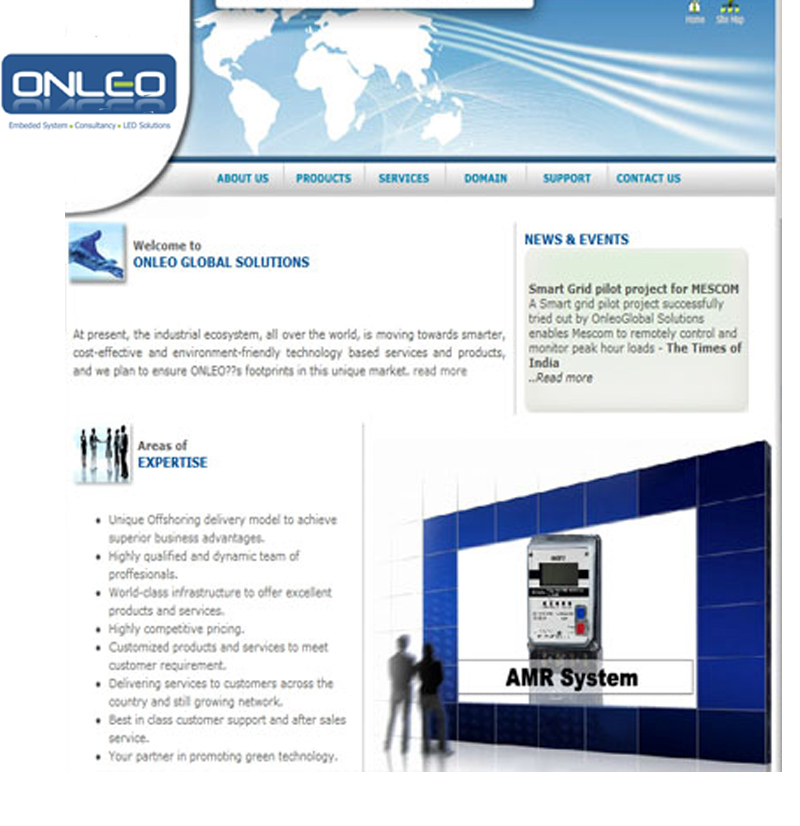 Home Site Map
ONLEO
Embeded System • Consultancy • LED Solutions
ABOUT US PRODUCTS SERVICES DOMAIN SUPPORT CONTACT US
Welcome to
ONLEO GLOBAL SOLUTIONS
At present, the industrial ecosystem, all over the world, is moving towards smarter,
cost-effective and environment-friendly technology based services and products,
and we plan to ensure ONLEO??s footprints in this unique market. read more
NEWS & EVENTS
Smart Grid pilot project for MESCOM
A Smart grid pilot project successfully
tried out by OnleoGlobal Solutions
enables Mescom to remotely control and
monitor peak hour loads - The Times of
India
..Read more
Areas of
EXPERTISE
• Unique Offshoring delivery model to achieve
superior business advantages.
• Highly qualified and dynamic team of
proffesionals.
• World-class infrastructure to offer excellent
products and services.
• Highly competitive pricing.
• Customized products and services to meet
customer requirement.
• Delivering services to customers across the
country and still growing network.
• Best in class customer support and after sales
service.
• Your partner in promoting green technology.
AMR System